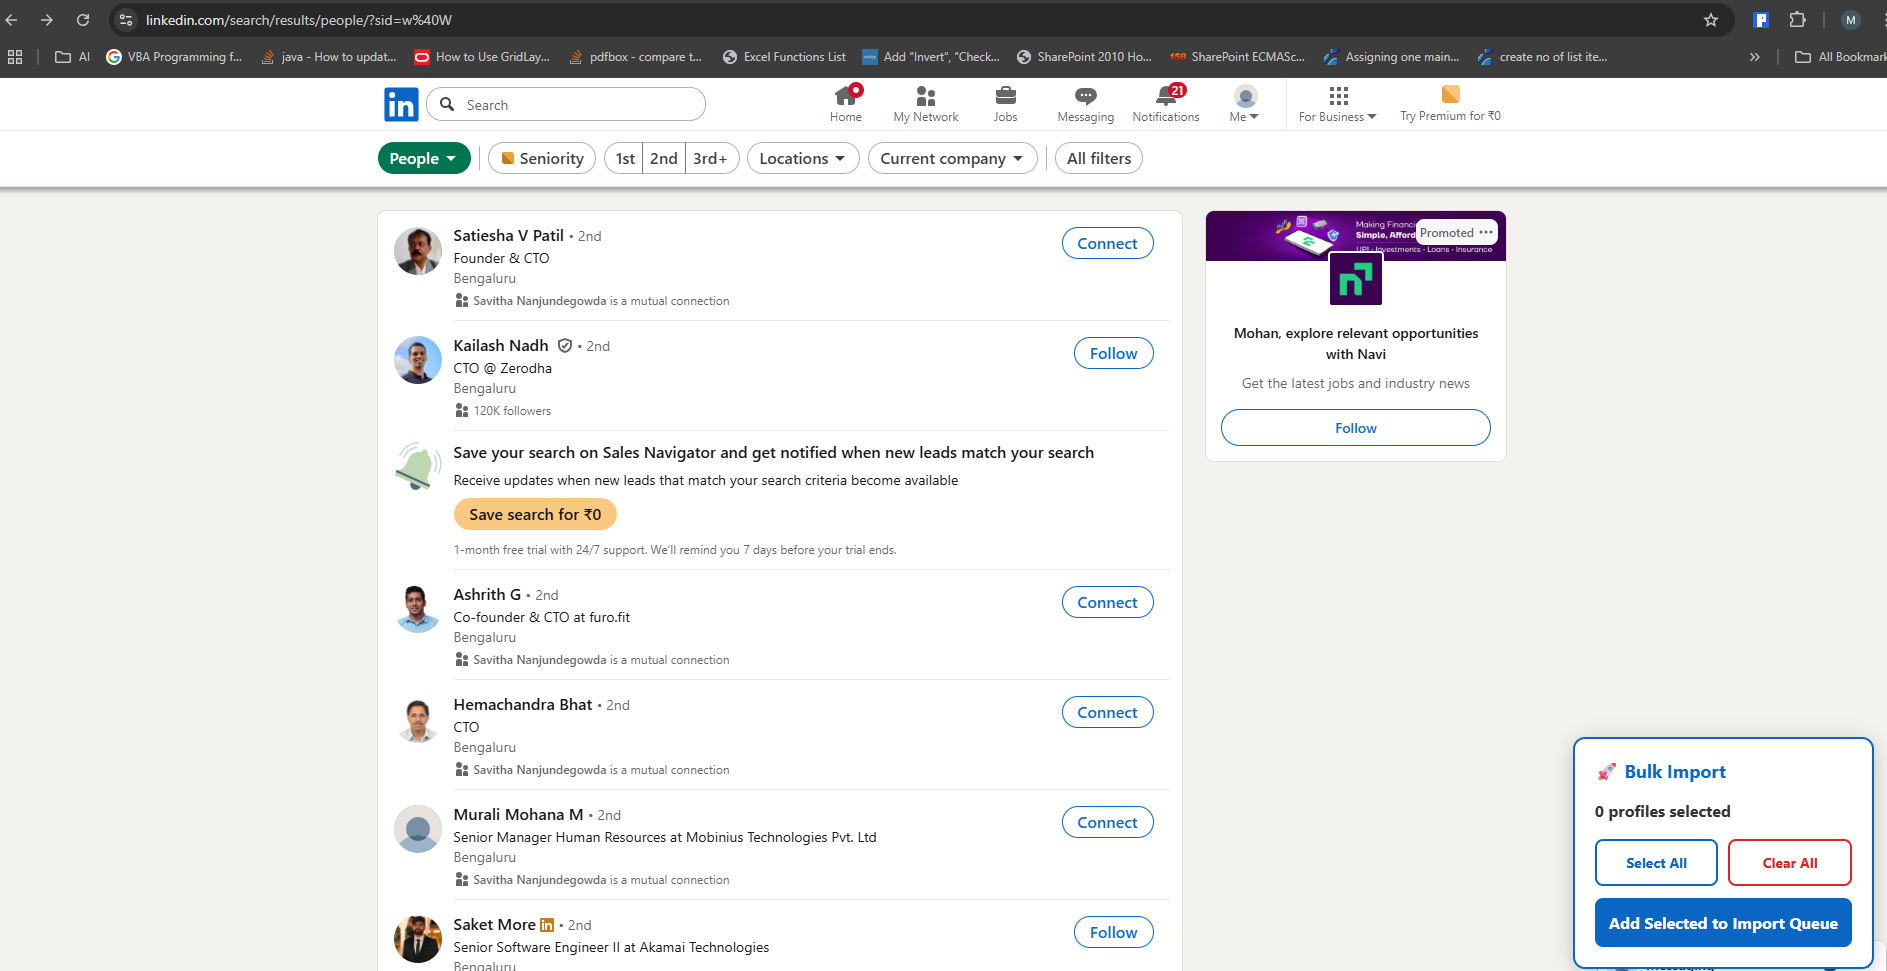 linkedin.com/search/results/people/?sid=w%40W
M
AI
VBA Programming f...
java - How to updat...
How to Use GridLay...
pdfbox - compare t...
Excel Functions List
Add "Invert", "Check...
SharePoint 2010 Ho...
SharePoint ECMASc...
Assigning one main...
create no of list ite...
»
All Bookmark
in
Search
Home
My Network
Jobs
Messaging
21
Notifications
Me
For Business
Try Premium for ₹0
People
Seniority
1st
2nd
3rd+
Locations
Current company
All filters
Satiesha V Patil • 2nd
Founder & CTO
Bengaluru
Savitha Nanjundegowda is a mutual connection
Connect
Kailash Nadh • 2nd
CTO @ Zerodha
Bengaluru
120K followers
Follow
Save your search on Sales Navigator and get notified when new leads match your search
Receive updates when new leads that match your search criteria become available
Save search for ₹0
1-month free trial with 24/7 support. We'll remind you 7 days before your trial ends.
Ashrith G • 2nd
Co-founder & CTO at furo.fit
Bengaluru
Savitha Nanjundegowda is a mutual connection
Connect
Hemachandra Bhat • 2nd
CTO
Bengaluru
Savitha Nanjundegowda is a mutual connection
Connect
Murali Mohana M • 2nd
Senior Manager Human Resources at Mobinius Technologies Pvt. Ltd
Bengaluru
Savitha Nanjundegowda is a mutual connection
Connect
Saket More in • 2nd
Senior Software Engineer II at Akamai Technologies
Bengaluru
Follow
Making Financ
Simple, Afford
UPI · Investments · Loans · Insurance
Promoted •••
Mohan, explore relevant opportunities
with Navi
Get the latest jobs and industry news
Follow
🚀 Bulk Import
0 profiles selected
Select All
Clear All
Add Selected to Import Queue